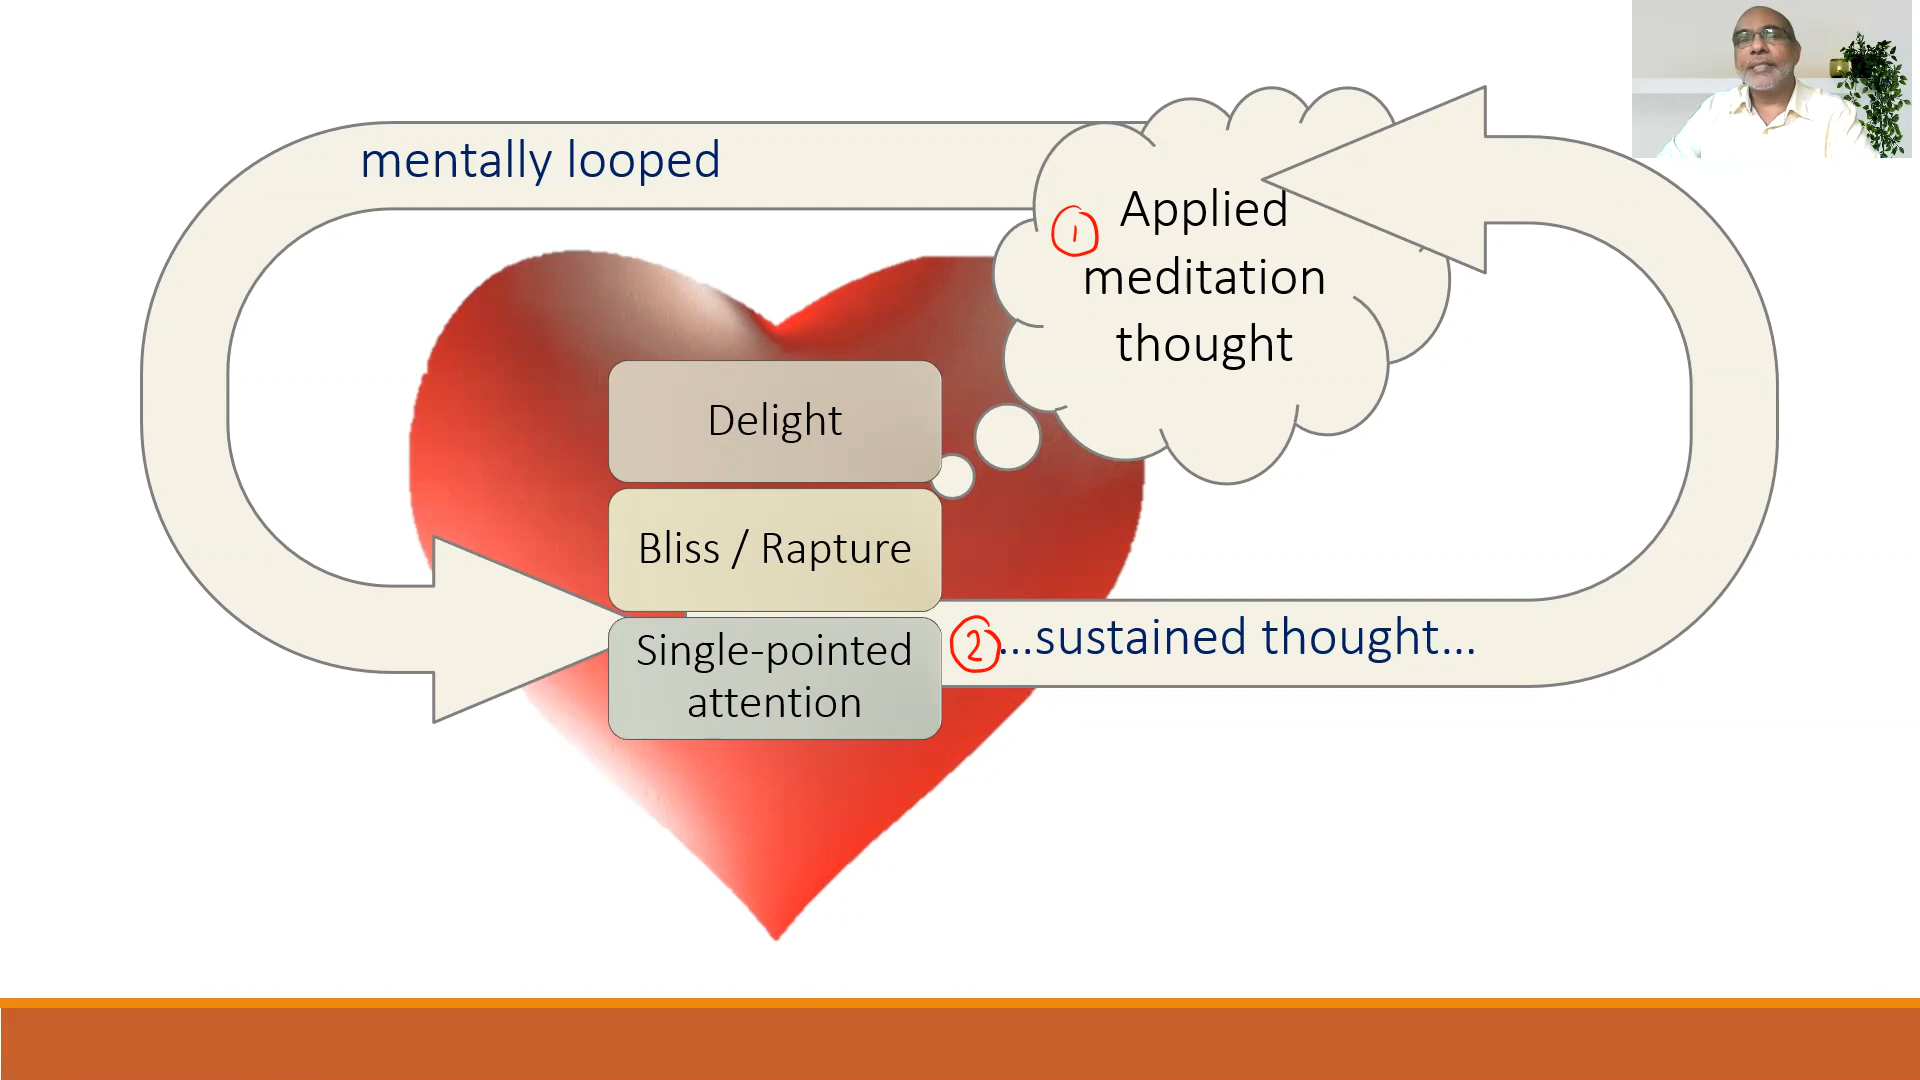 mentally looped
1
Applied
meditation
thought
Delight
Bliss / Rapture
Single-pointed
attention
2
...sustained thought...